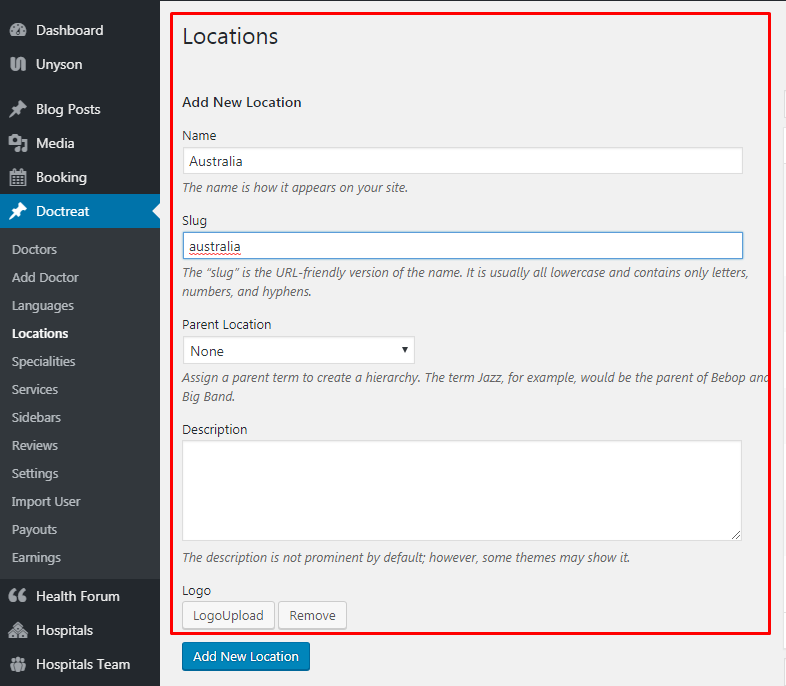 Dashboard
Unyson
Blog Posts
Media
Booking
Doctreat
Doctors
Add Doctor
Languages
Locations
Specialities
Services
Sidebars
Reviews
Settings
Import User
Payouts
Earnings
Health Forum
Hospitals
Hospitals Team
Locations
Add New Location
Name
Australia
The name is how it appears on your site.
Slug
australia
The “slug” is the URL-friendly version of the name. It is usually all lowercase and contains only letters,
numbers, and hyphens.
Parent Location
None
Assign a parent term to create a hierarchy. The term Jazz, for example, would be the parent of Bebop and
Big Band.
Description
The description is not prominent by default; however, some themes may show it.
Logo
LogoUpload
Remove
Add New Location